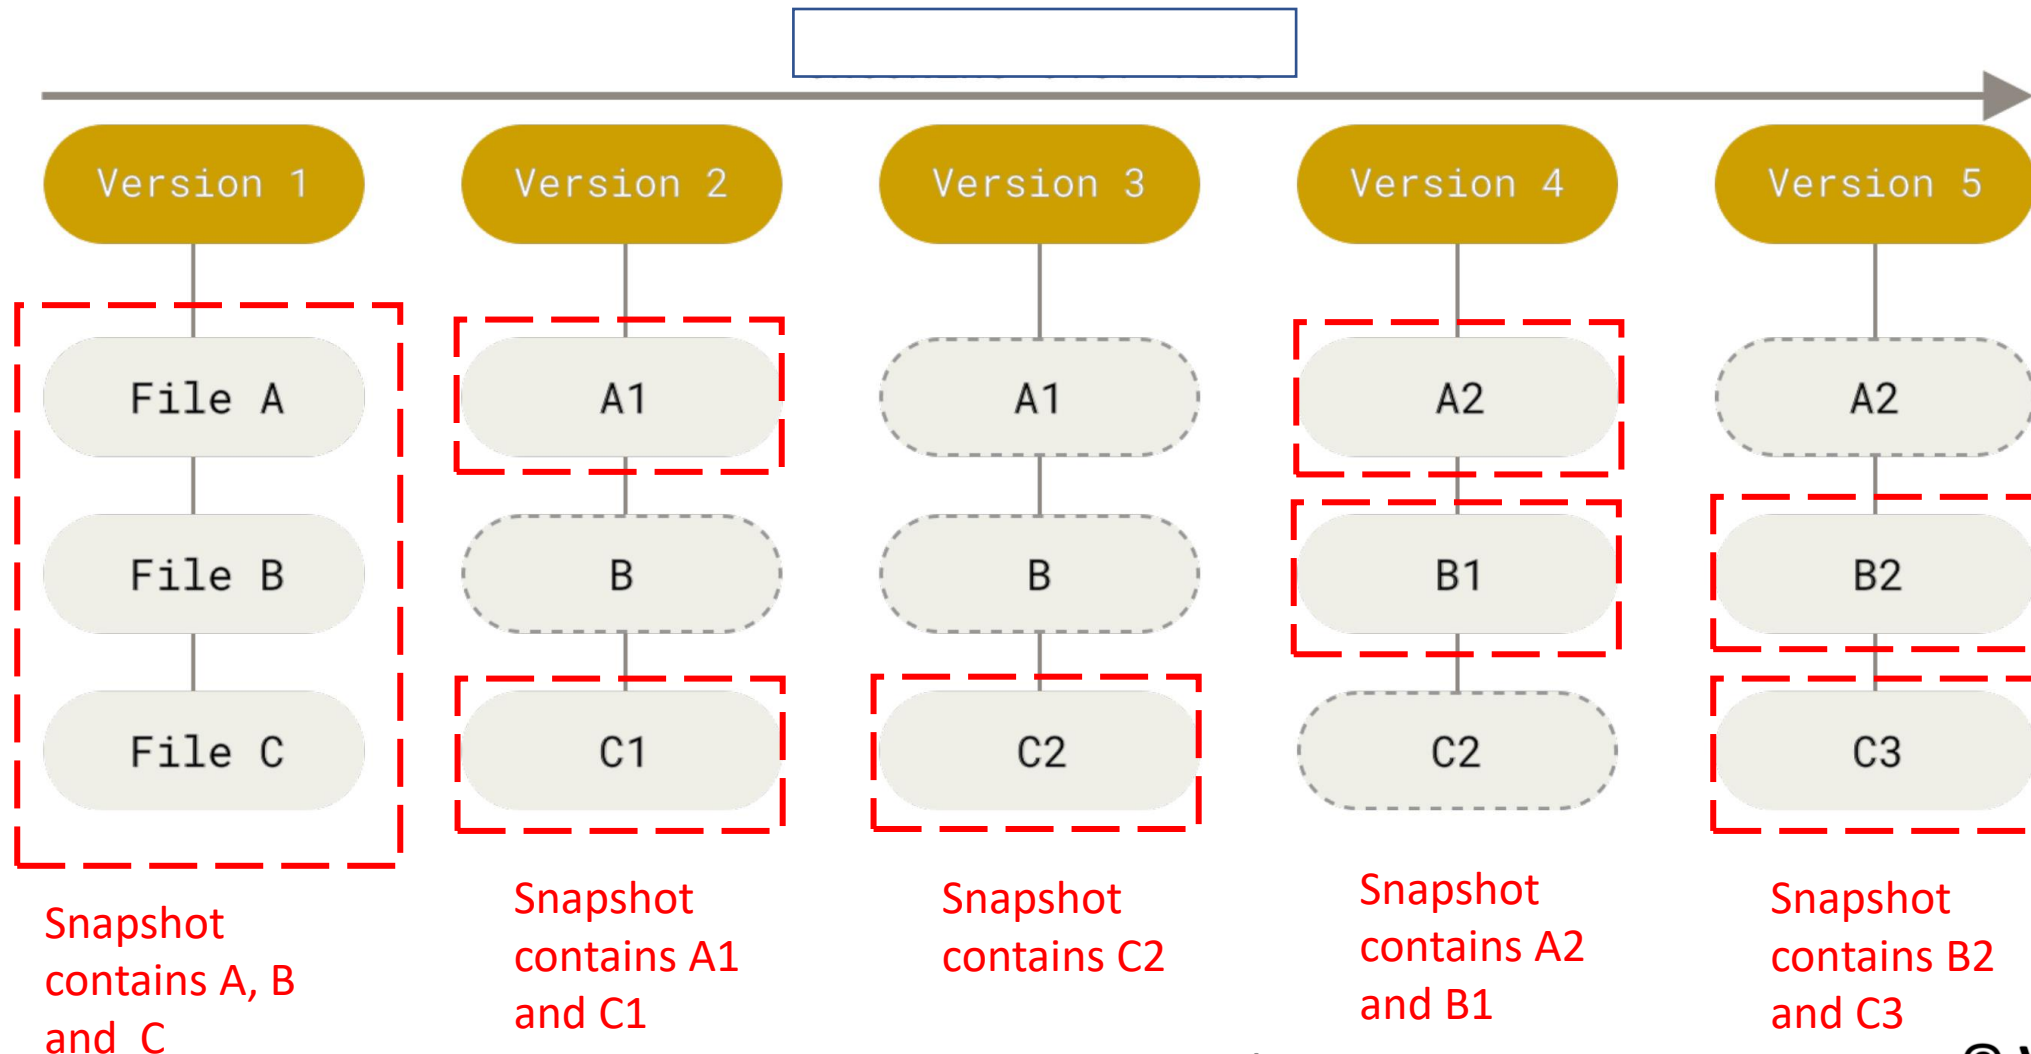 Version 1
Version 2
Version 3
Version 4
Version 5
File A
A1
A1
A2
A2
File B
B
B
B1
B2
File C
C1
C2
C2
C3
Snapshot
contains A, B
and C
Snapshot
contains A1
and C1
Snapshot
contains C2
Snapshot
contains A2
and B1
Snapshot
contains B2
and C3